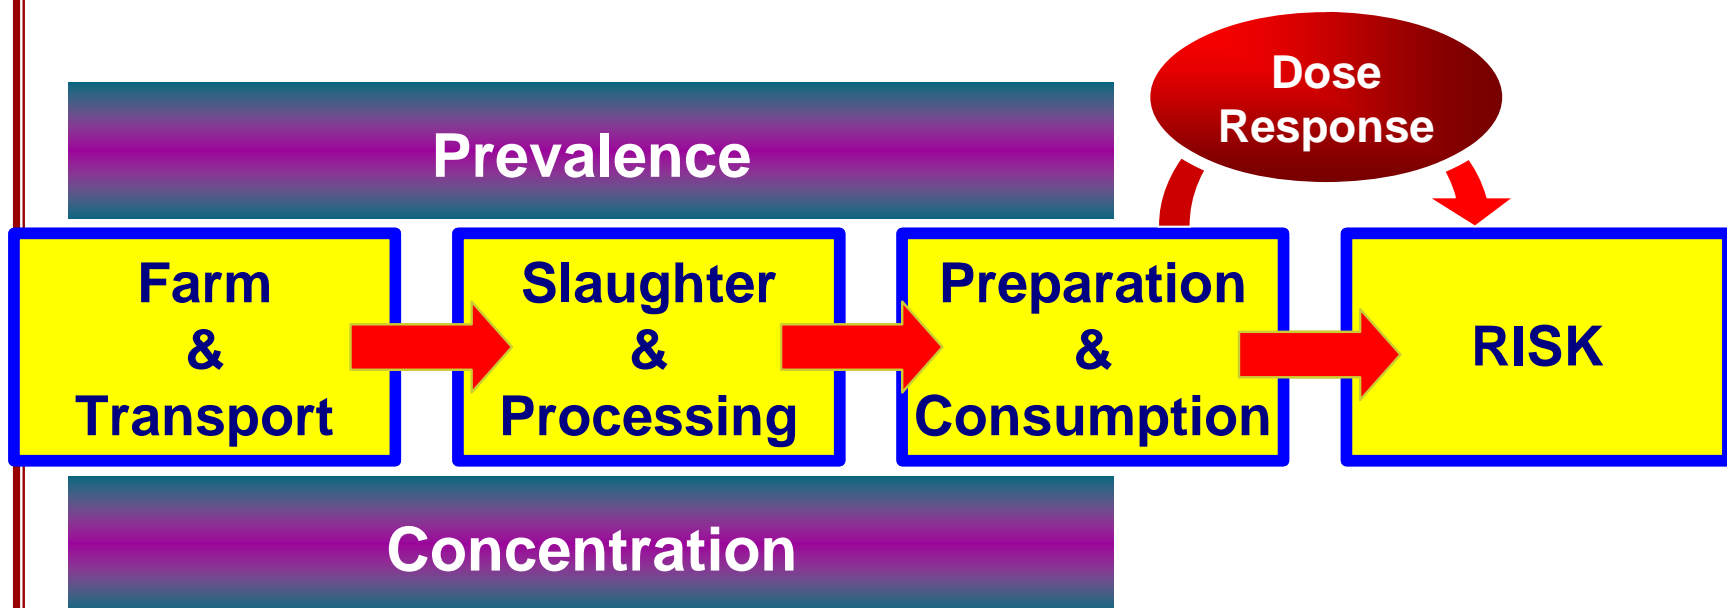 Dose
Response
Prevalence
Farm
&
Transport
Slaughter
&
Processing
Preparation
&
Consumption
RISK
Concentration